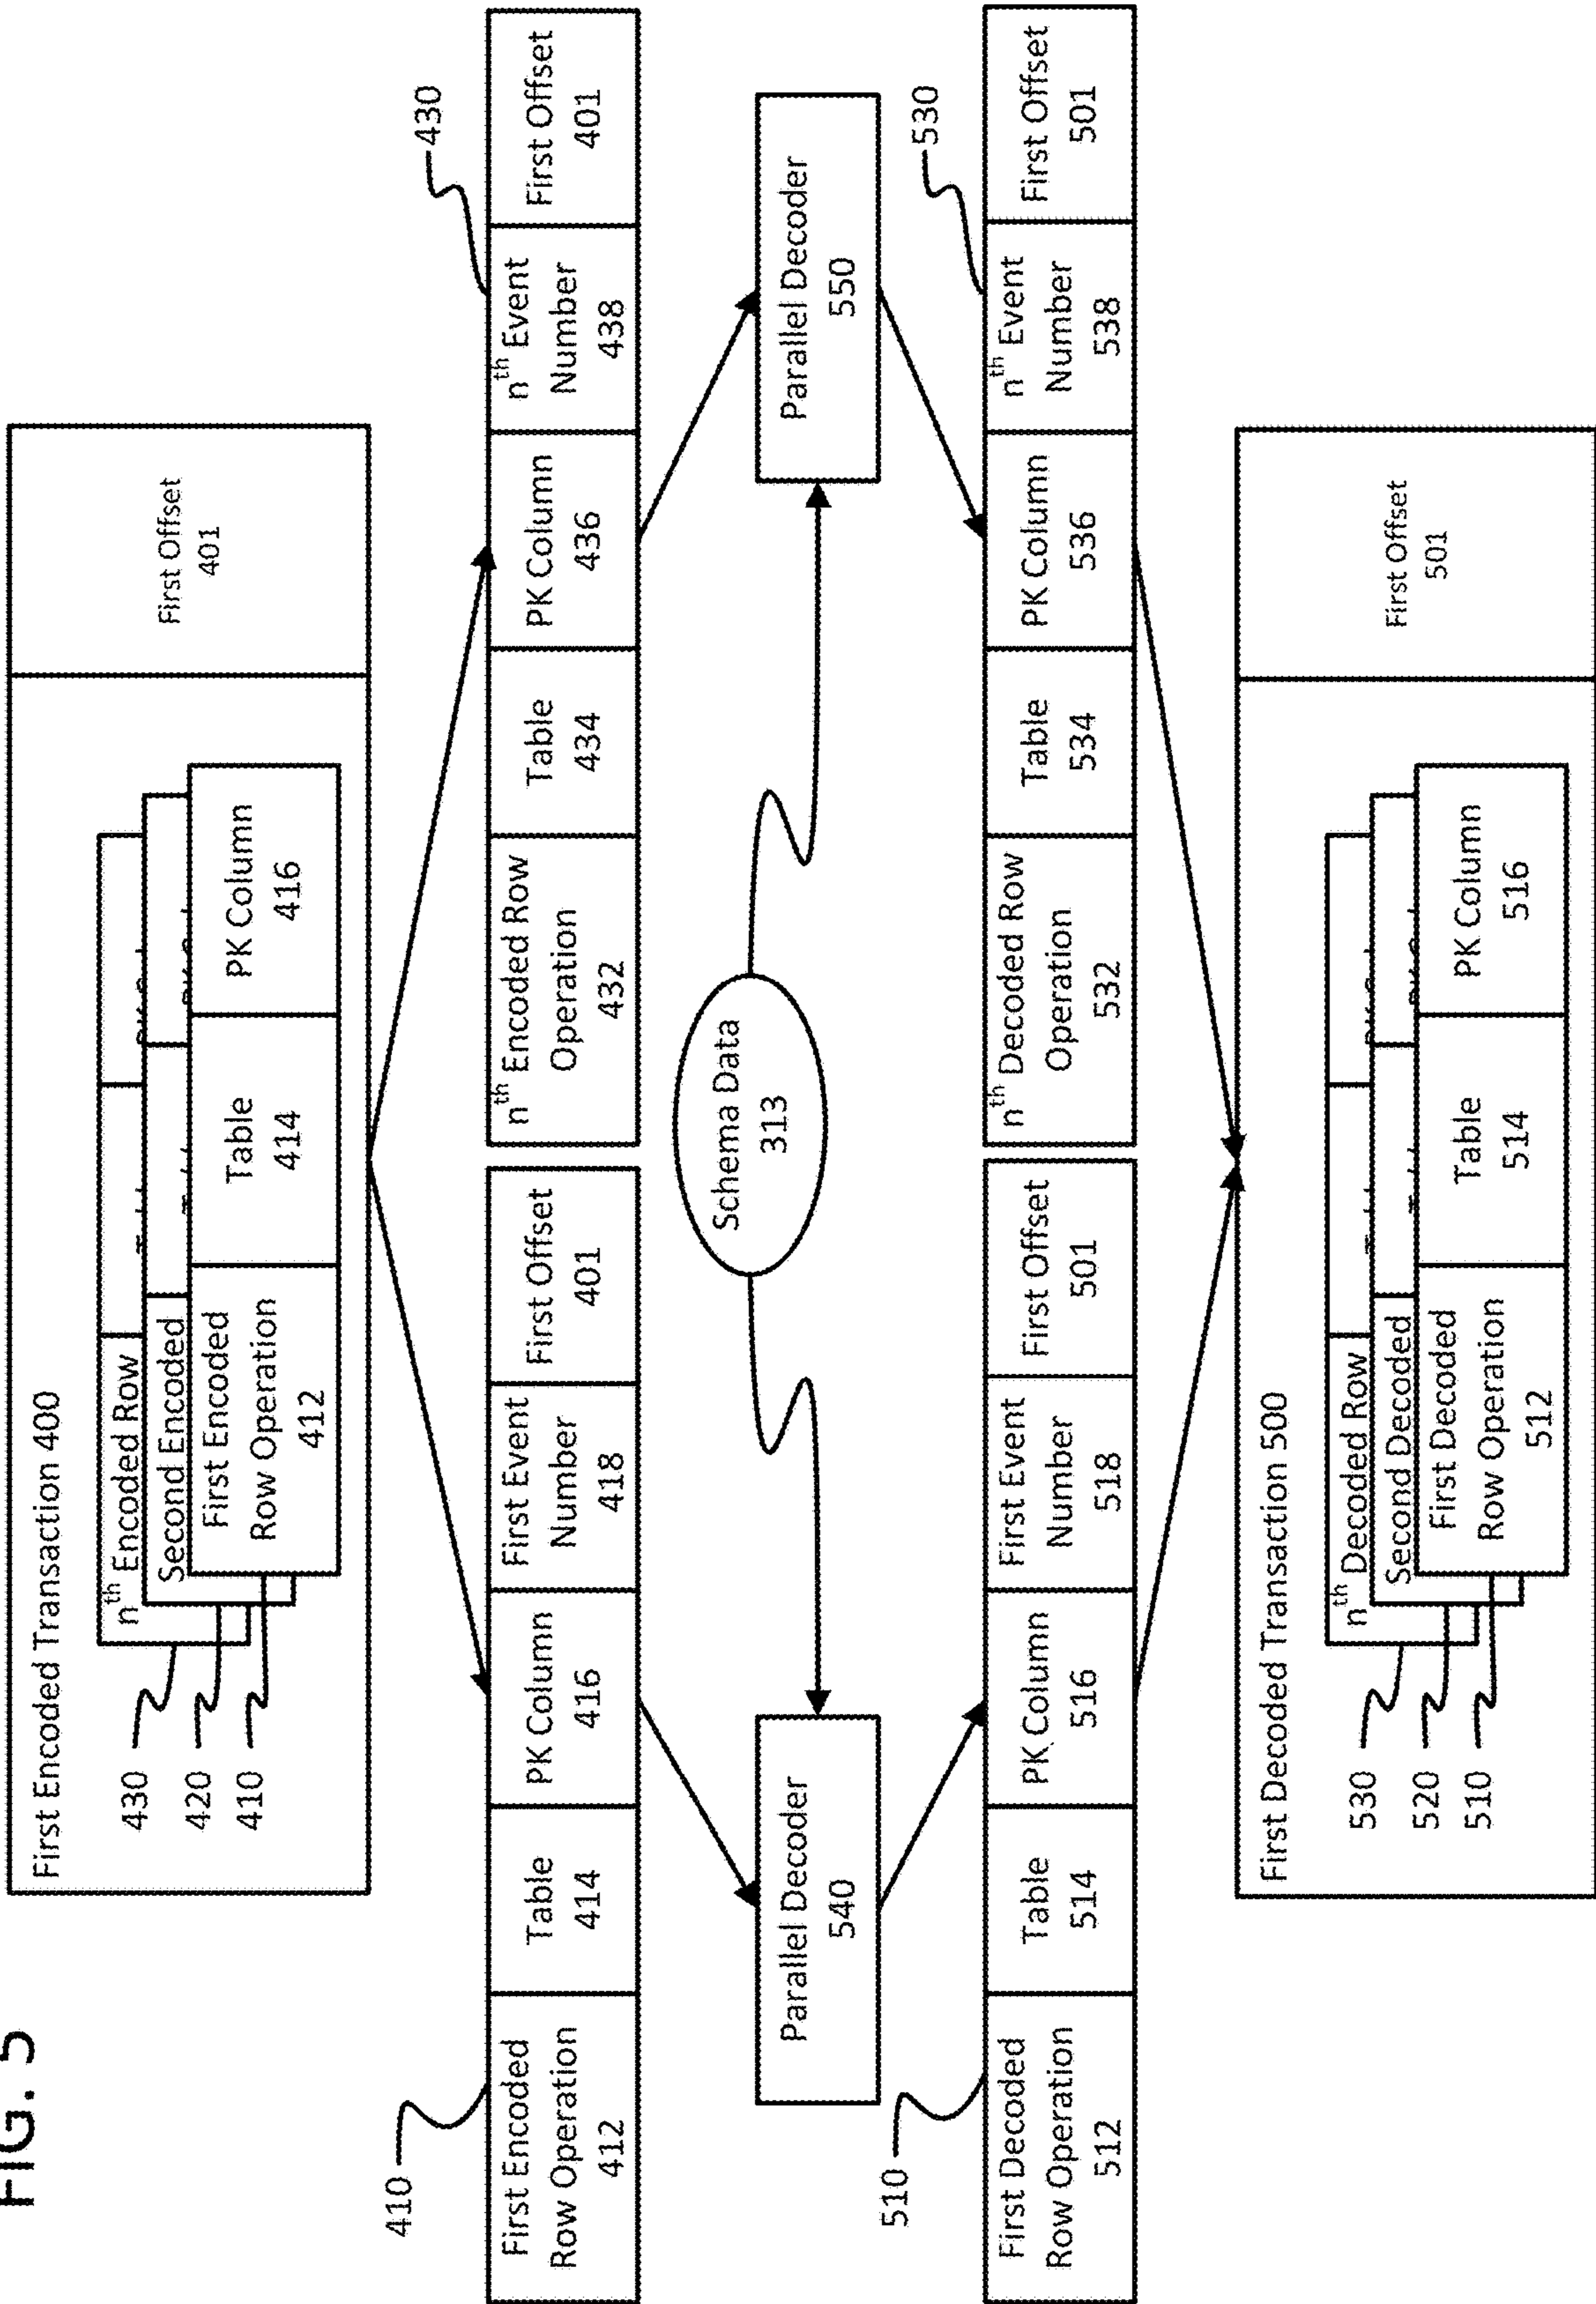 FIG. 5
First Encoded Transaction 400
nth Encoded Row
Second Encoded
First Encoded
Row Operation
412
Table
414
PK Column
416
First Offset
401
430
420
410
410
First Encoded
Row Operation
412
Table
414
PK Column
416
First Event
Number
418
First Offset
401
430
nth Encoded Row
Operation
432
Table
434
PK Column
436
nth Event
Number
438
First Offset
401
Parallel Decoder
540
Schema Data
313
Parallel Decoder
550
510
First Decoded
Row Operation
512
Table
514
PK Column
516
First Event
Number
518
First Offset
501
530
nth Decoded Row
Operation
532
Table
534
PK Column
536
nth Event
Number
538
First Offset
501
First Decoded Transaction 500
nth Decoded Row
Second Decoded
First Decoded
Row Operation
512
Table
514
PK Column
516
First Offset
501
530
520
510